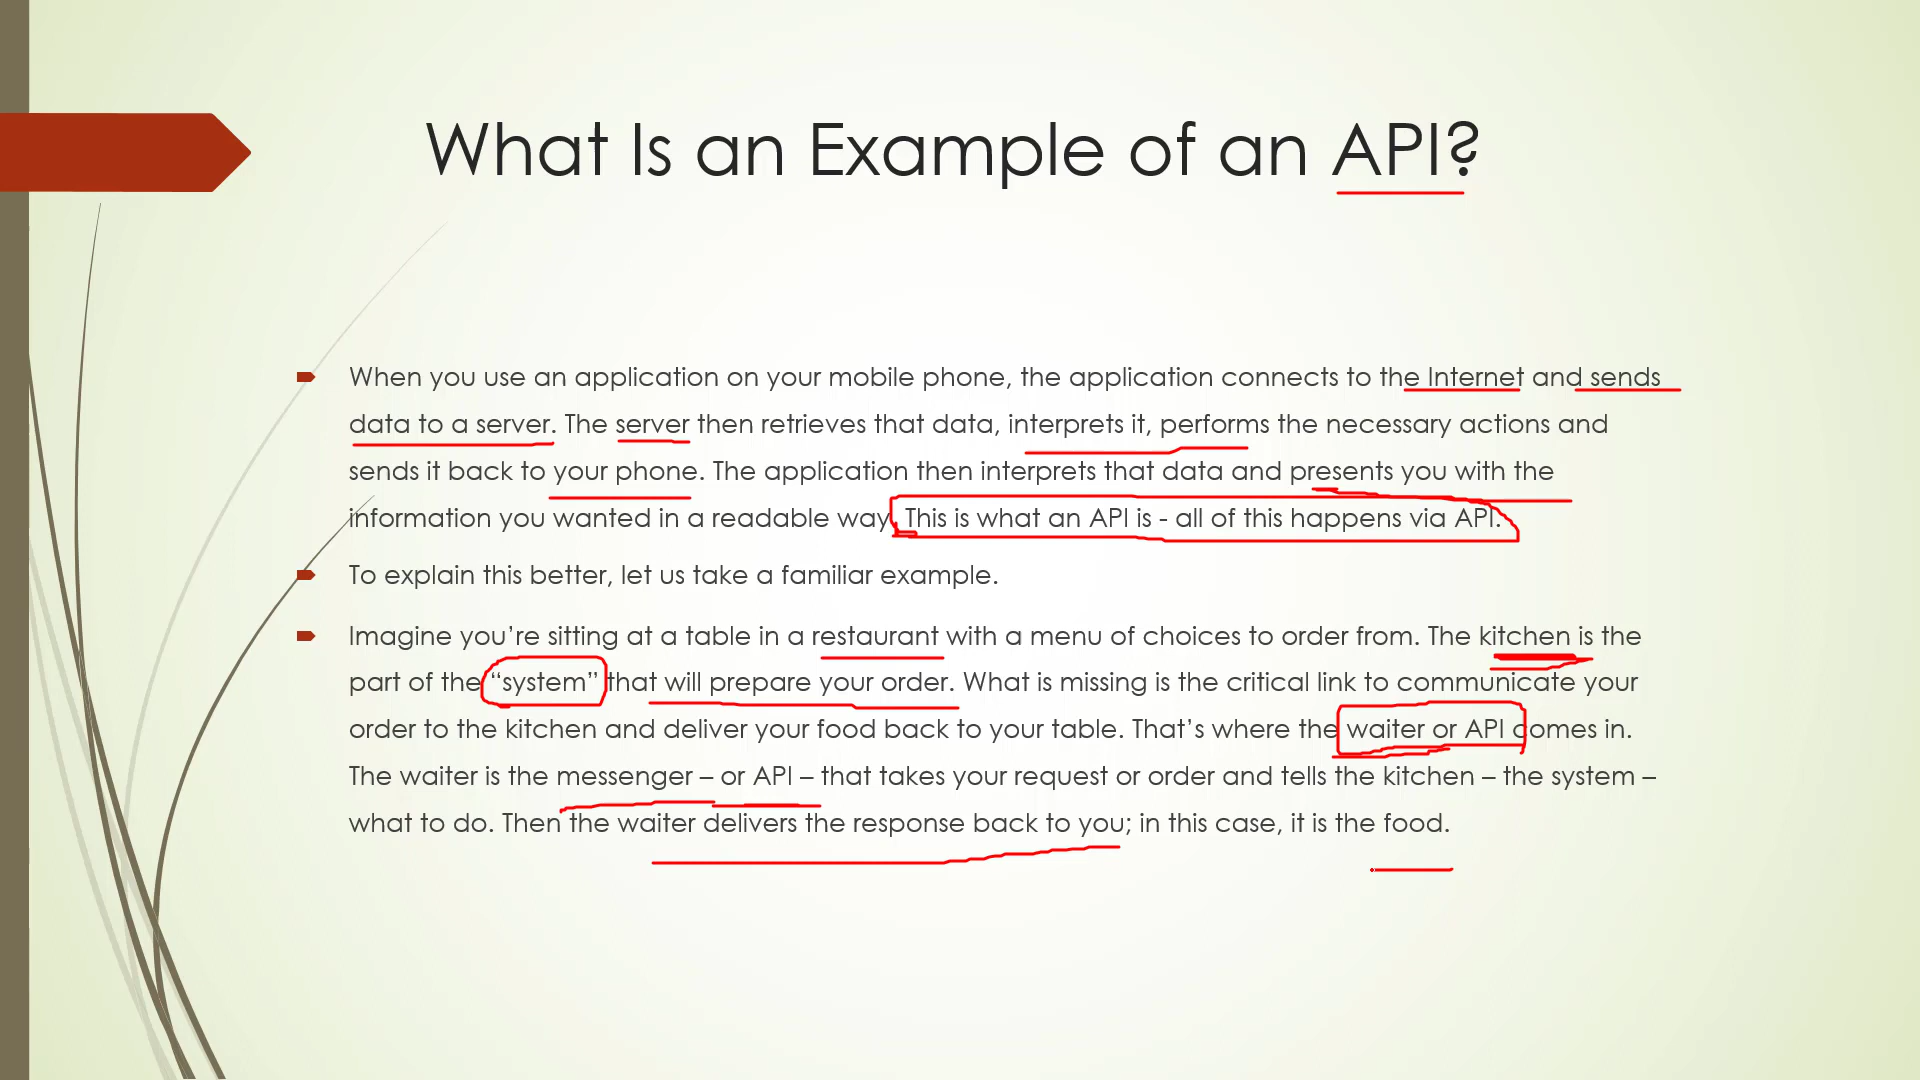 What Is an Example of an API?
When you use an application on your mobile phone, the application connects to the Internet and sends
data to a server. The server then retrieves that data, interprets it, performs the necessary actions and
sends it back to your phone. The application then interprets that data and presents you with the
information you wanted in a readable way. This is what an API is - all of this happens via API.
To explain this better, let us take a familiar example.
Imagine you’re sitting at a table in a restaurant with a menu of choices to order from. The kitchen is the
part of the “system” that will prepare your order. What is missing is the critical link to communicate your
order to the kitchen and deliver your food back to your table. That’s where the waiter or API comes in.
The waiter is the messenger – or API – that takes your request or order and tells the kitchen – the system –
what to do. Then the waiter delivers the response back to you; in this case, it is the food.